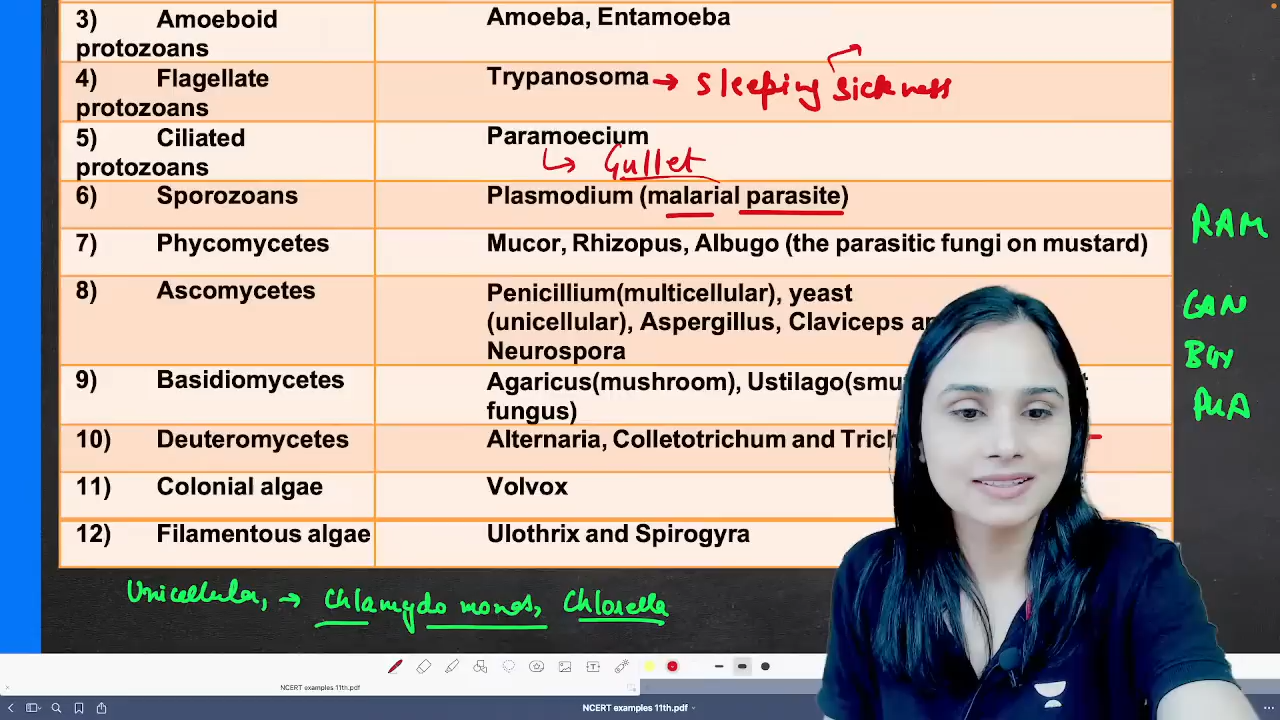 3) Amoeboid protozoans Amoeba, Entamoeba
4) Flagellate protozoans Trypanosoma → Sleeping sickness
5) Ciliated protozoans Paramoecium
↳ Gullet
6) Sporozoans Plasmodium (malarial parasite)
7) Phycomycetes Mucor, Rhizopus, Albugo (the parasitic fungi on mustard)
8) Ascomycetes Penicillium(multicellular), yeast
(unicellular), Aspergillus, Claviceps
Neurospora
9) Basidiomycetes Agaricus(mushroom),
fungus)
10) Deuteromycetes Alternaria, Colletotrichum and
11) Colonial algae Volvox
12) Filamentous algae Ulothrix and Spirogyra
Unicellular, → Chlamydomonas, Chlorella
RAM
GAN
PUA
NCERT examples 11th.pdf
NCERT examples 11th.pdf